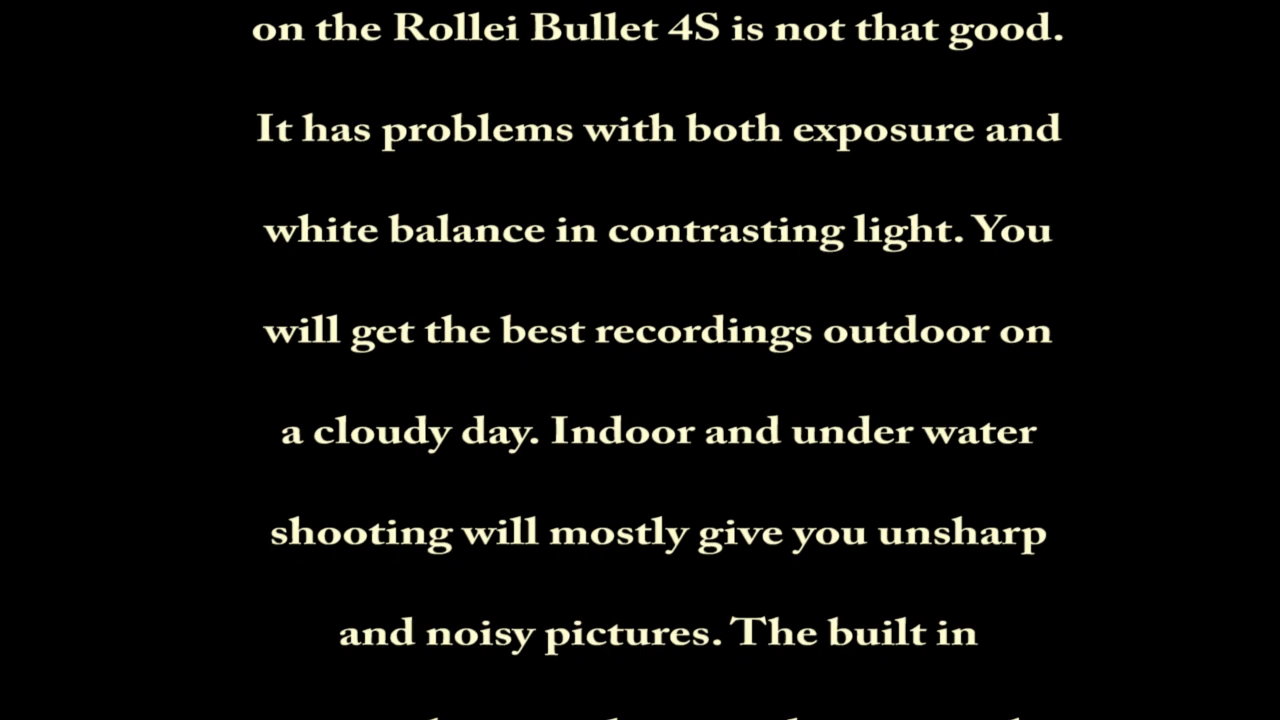 on the Rollei Bullet 4S is not that good.
It has problems with both exposure and
white balance in contrasting light. You
will get the best recordings outdoor on
a cloudy day. Indoor and under water
shooting will mostly give you unsharp
and noisy pictures. The built in